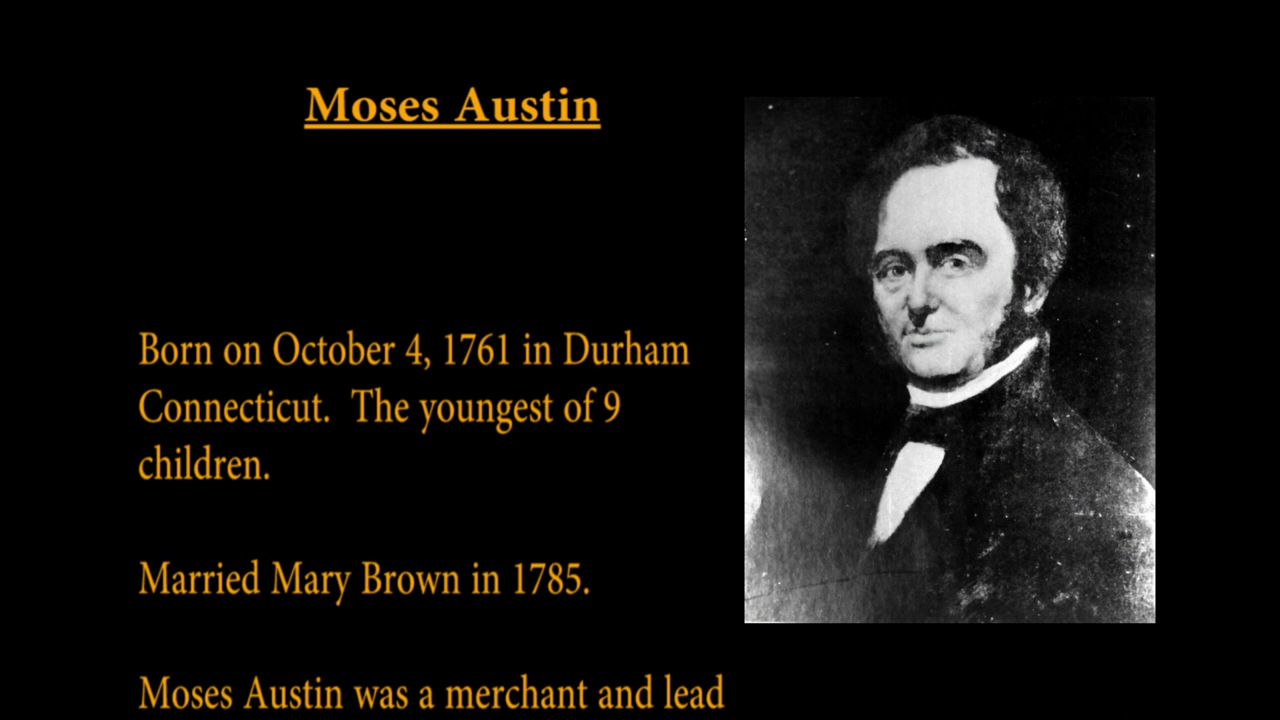 Moses Austin
Born on October 4, 1761 in Durham
Connecticut.  The youngest of 9
children.
Married Mary Brown in 1785.
Moses Austin was a merchant and lead